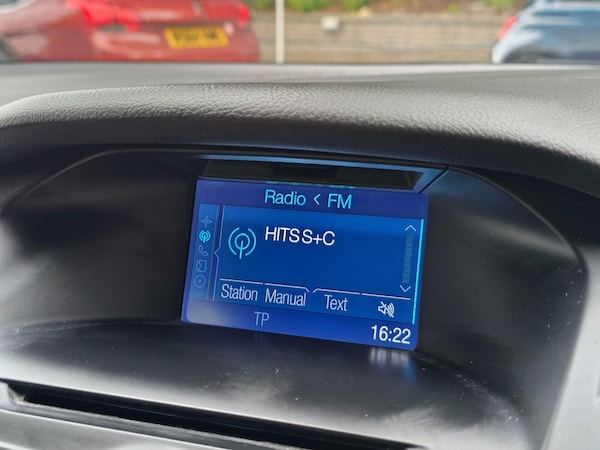 Radio < FM
HITS S+C
Station Manual Text
TP
16:22